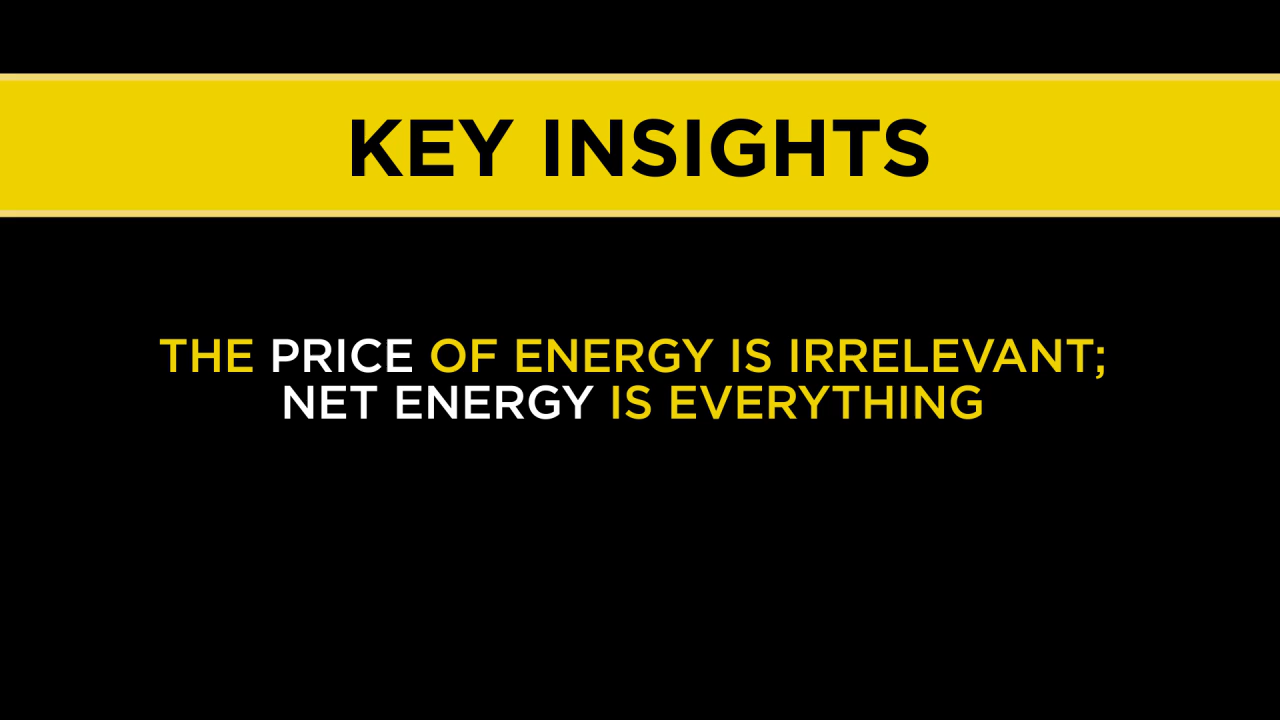 KEY INSIGHTS
THE PRICE OF ENERGY IS IRRELEVANT;
NET ENERGY IS EVERYTHING